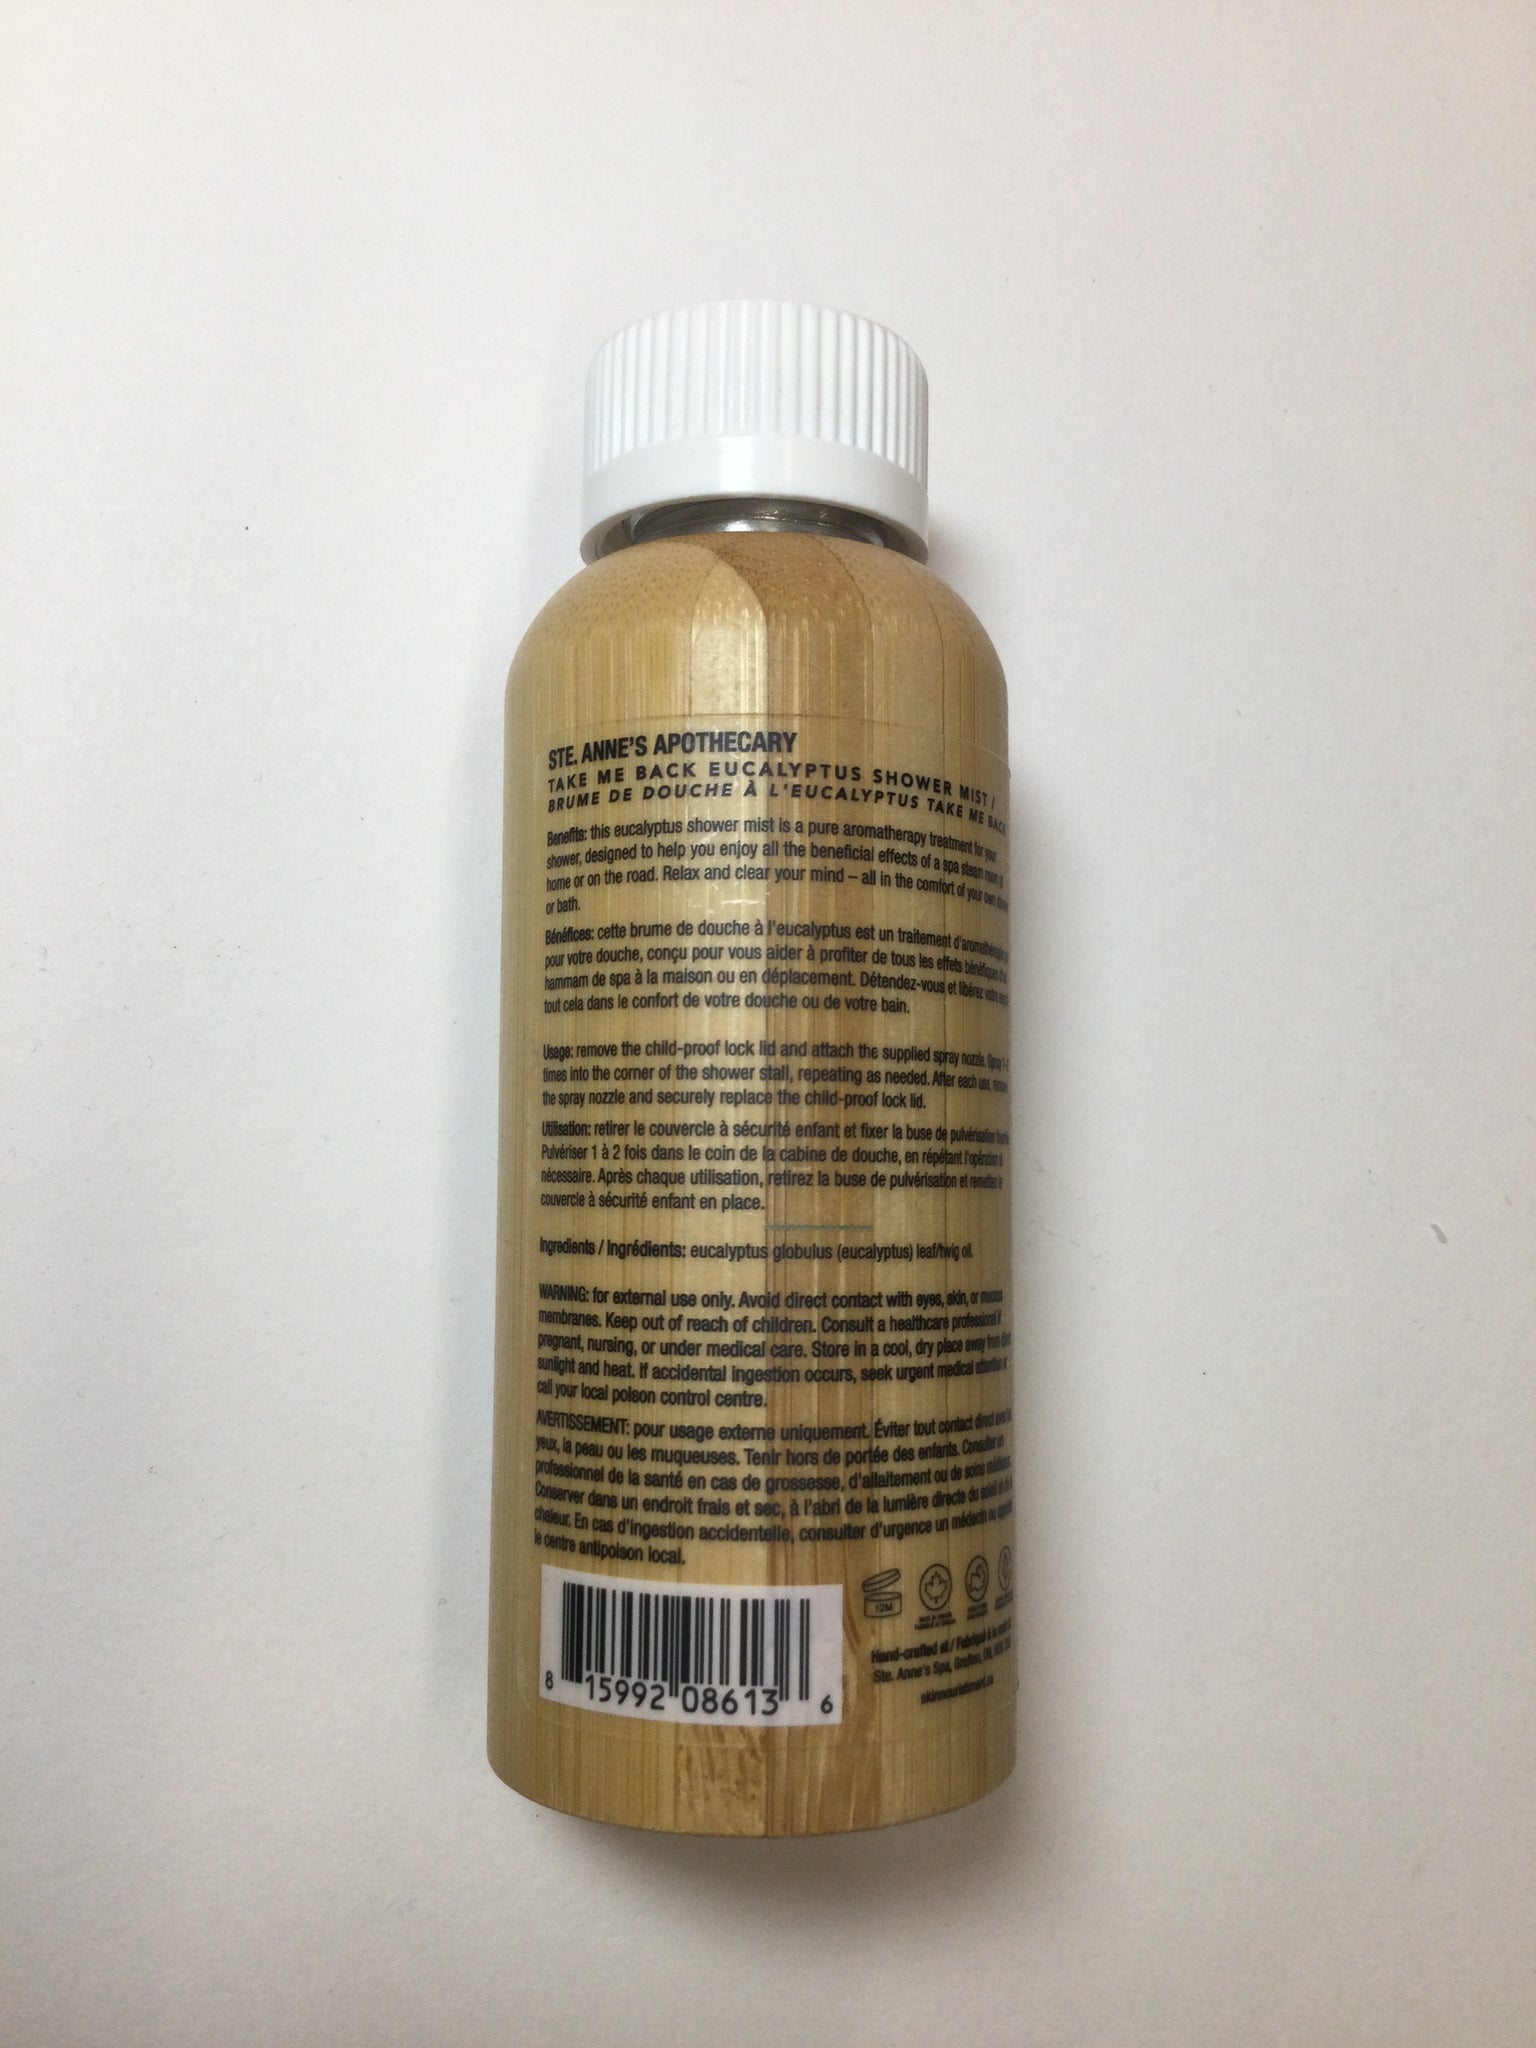 STE. ANNE'S APOTHECARY
TAKE ME BACK EUCALYPTUS SHOWER MIST /
BRUME DE DOUCHE À L'EUCALYPTUS TAKE ME BACK
Benefits: this eucalyptus shower mist is a pure aromatherapy treatment for your
shower, designed to help you enjoy all the beneficial effects of a spa steam room at
home or on the road. Relax and clear your mind – all in the comfort of your own shower
or bath.
Bénéfices: cette brume de douche à l'eucalyptus est un traitement d'aromathérapie
pour votre douche, conçu pour vous aider à profiter de tous les effets bénéfiques d'un
hammam de spa à la maison ou en déplacement. Détendez-vous et libérez votre
tout cela dans le confort de votre douche ou de votre bain.
Usage: remove the child-proof lock lid and attach the supplied spray nozzle. Spray
times into the corner of the shower stall, repeating as needed. After each use, remove
the spray nozzle and securely replace the child-proof lock lid.
Utilisation: retirer le couvercle à sécurité enfant et fixer la buse de pulvérisation
Pulvériser 1 à 2 fois dans le coin de la cabine de douche, en répétant l'opération si
nécessaire. Après chaque utilisation, retirez la buse de pulvérisation et remettez le
couvercle à sécurité enfant en place.
Ingredients / Ingrédients: eucalyptus globulus (eucalyptus) leaf/twig oil.
WARNING: for external use only. Avoid direct contact with eyes, skin, or mucous
membranes. Keep out of reach of children. Consult a healthcare professional if
pregnant, nursing, or under medical care. Store in a cool, dry place away from direct
sunlight and heat. If accidental ingestion occurs, seek urgent medical attention or
call your local poison control centre.
AVERTISSEMENT: pour usage externe uniquement. Éviter tout contact direct avec les
yeux, la peau ou les muqueuses. Tenir hors de portée des enfants. Consulter un
professionnel de la santé en cas de grossesse, d'allaitement ou de soins médicaux.
Conserver dans un endroit frais et sec, à l'abri de la lumière directe du soleil et de la
chaleur. En cas d'ingestion accidentelle, consulter d'urgence un médecin ou
le centre antipoison local.
12M
Hand-crafted at / Fabriqué à la main
Ste. Anne's Spa, Grafton, ON,
skinnourishment.ca
8 15992 08613 6